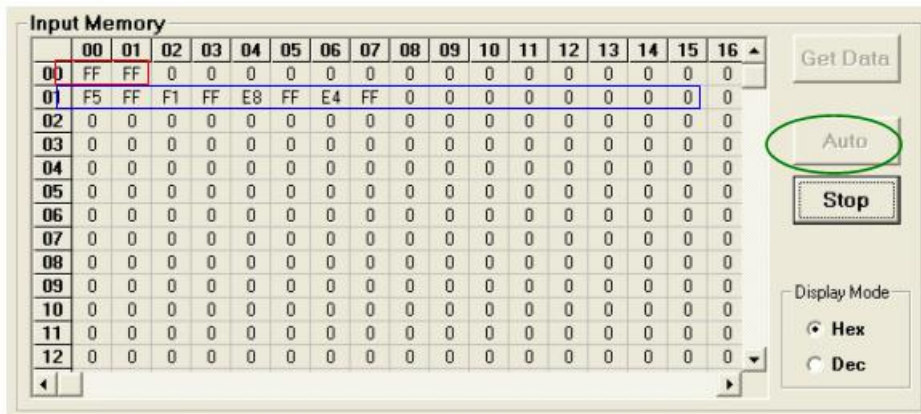 Input Memory
00 01 02 03 04 05 06 07 08 09 10 11 12 13 14 15 16
00 FF FF 0 0 0 0 0 0 0 0 0 0 0 0 0 0 0
01 F5 FF F1 FF E8 FF E4 FF 0 0 0 0 0 0 0 0 0
02 0 0 0 0 0 0 0 0 0 0 0 0 0 0 0 0 0
03 0 0 0 0 0 0 0 0 0 0 0 0 0 0 0 0 0
04 0 0 0 0 0 0 0 0 0 0 0 0 0 0 0 0 0
05 0 0 0 0 0 0 0 0 0 0 0 0 0 0 0 0 0
06 0 0 0 0 0 0 0 0 0 0 0 0 0 0 0 0 0
07 0 0 0 0 0 0 0 0 0 0 0 0 0 0 0 0 0
08 0 0 0 0 0 0 0 0 0 0 0 0 0 0 0 0 0
09 0 0 0 0 0 0 0 0 0 0 0 0 0 0 0 0 0
10 0 0 0 0 0 0 0 0 0 0 0 0 0 0 0 0 0
11 0 0 0 0 0 0 0 0 0 0 0 0 0 0 0 0 0
12 0 0 0 0 0 0 0 0 0 0 0 0 0 0 0 0 0
Get Data
Auto
Stop
Display Mode
Hex
Dec